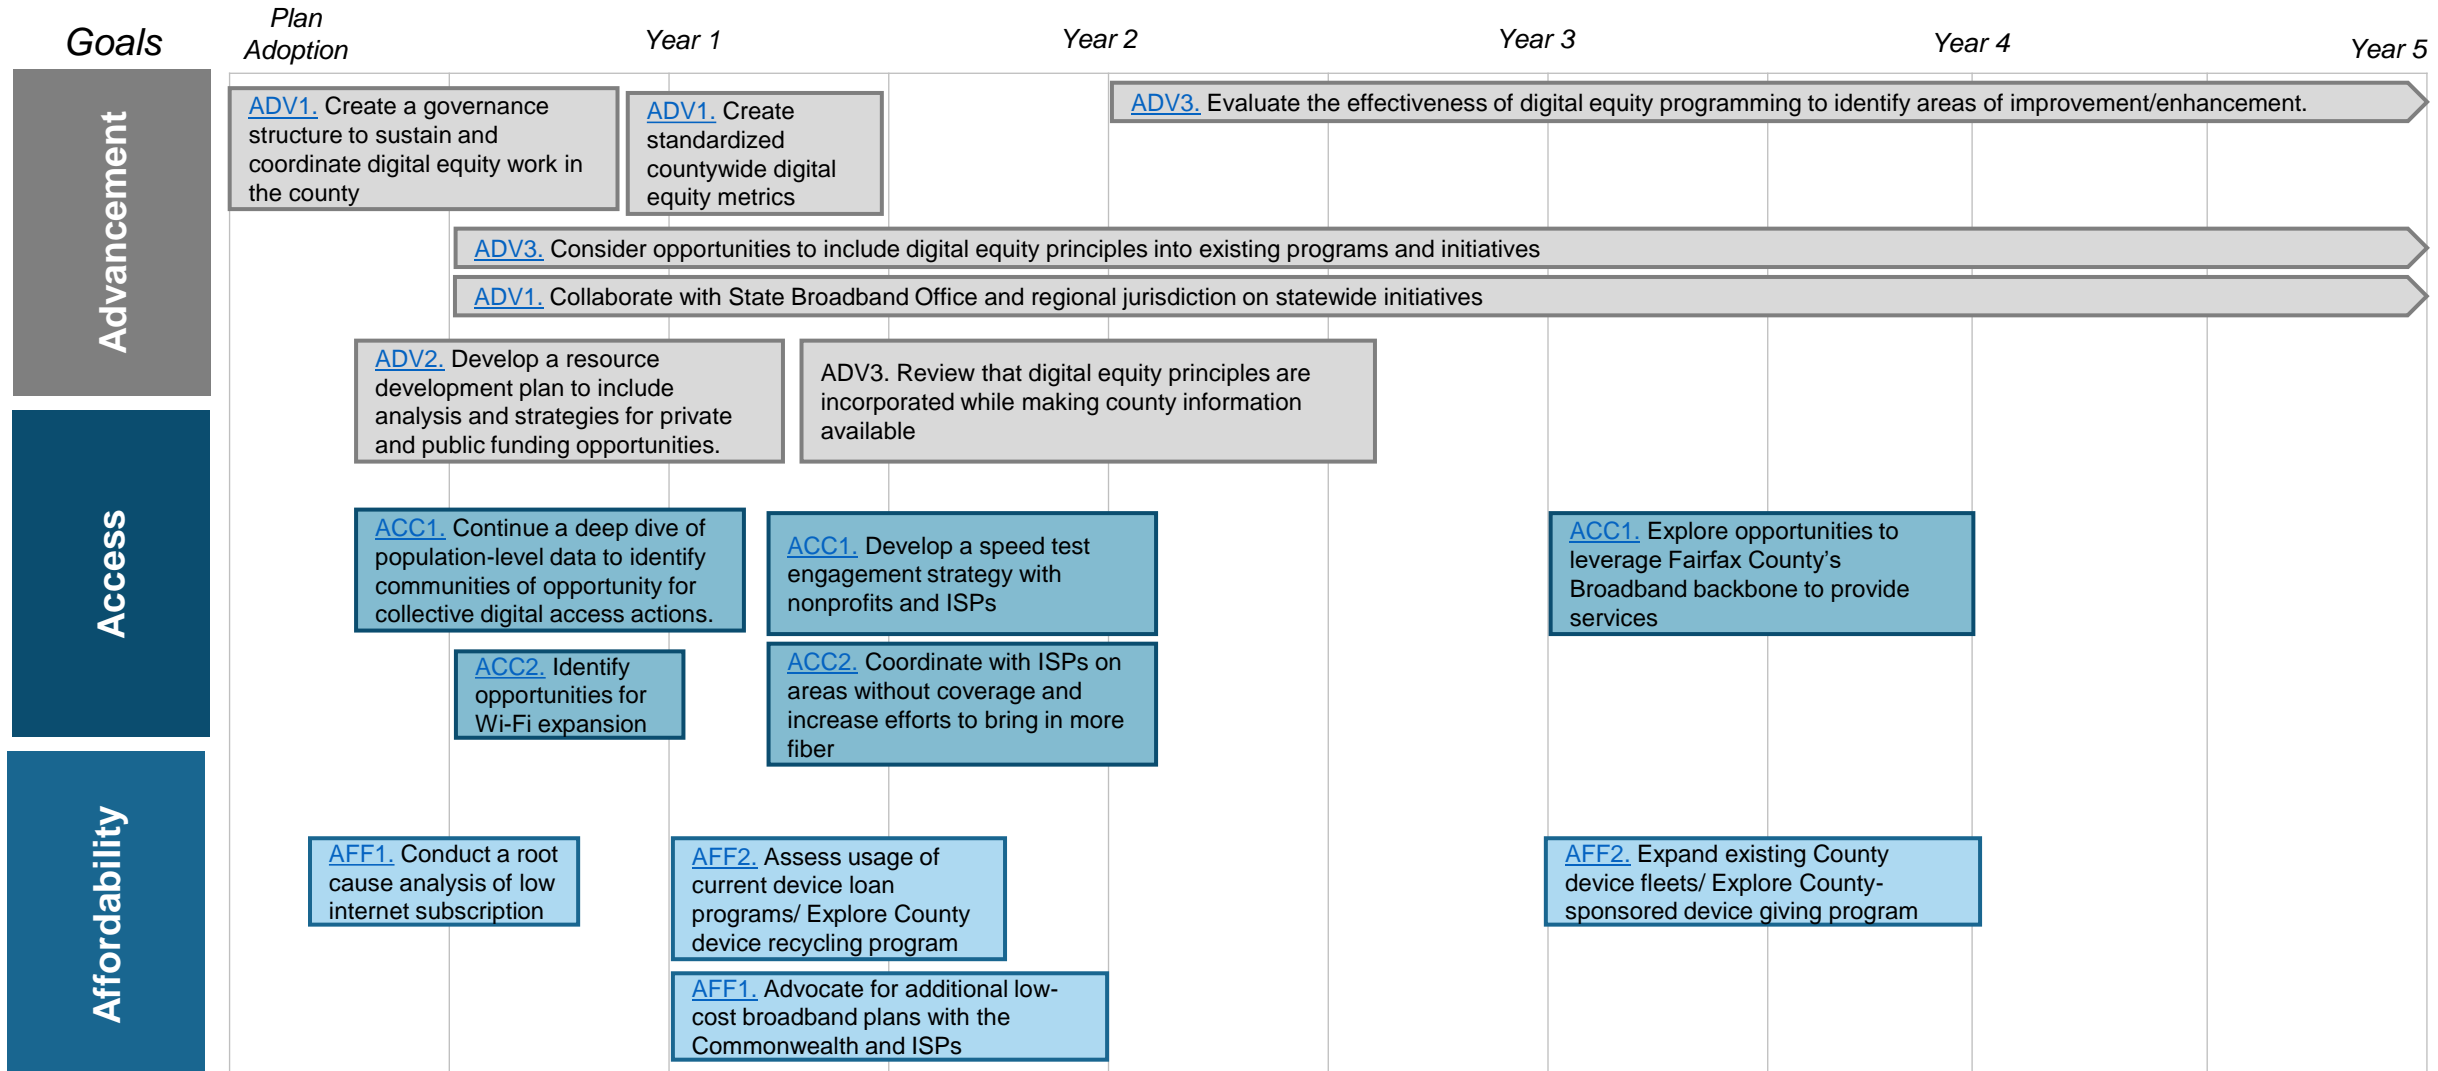 Goals
Plan
Adoption
Year 1
Year 2
Year 3
Year 4
Year 5
Advancement
ADV1. Create a governance
structure to sustain and
coordinate digital equity work in
the county
ADV1. Create
standardized
countywide digital
equity metrics
ADV3. Evaluate the effectiveness of digital equity programming to identify areas of improvement/enhancement.
ADV3. Consider opportunities to include digital equity principles into existing programs and initiatives
ADV1. Collaborate with State Broadband Office and regional jurisdiction on statewide initiatives
ADV2. Develop a resource
development plan to include
analysis and strategies for private
and public funding opportunities.
ADV3. Review that digital equity principles are
incorporated while making county information
available
Access
ACC1. Continue a deep dive of
population-level data to identify
communities of opportunity for
collective digital access actions.
ACC1. Develop a speed test
engagement strategy with
nonprofits and ISPs
ACC1. Explore opportunities to
leverage Fairfax County’s
Broadband backbone to provide
services
ACC2. Identify
opportunities for
Wi-Fi expansion
ACC2. Coordinate with ISPs on
areas without coverage and
increase efforts to bring in more
fiber
Affordability
AFF1. Conduct a root
cause analysis of low
internet subscription
AFF2. Assess usage of
current device loan
programs/ Explore County
device recycling program
AFF2. Expand existing County
device fleets/ Explore County-
sponsored device giving program
AFF1. Advocate for additional low-
cost broadband plans with the
Commonwealth and ISPs